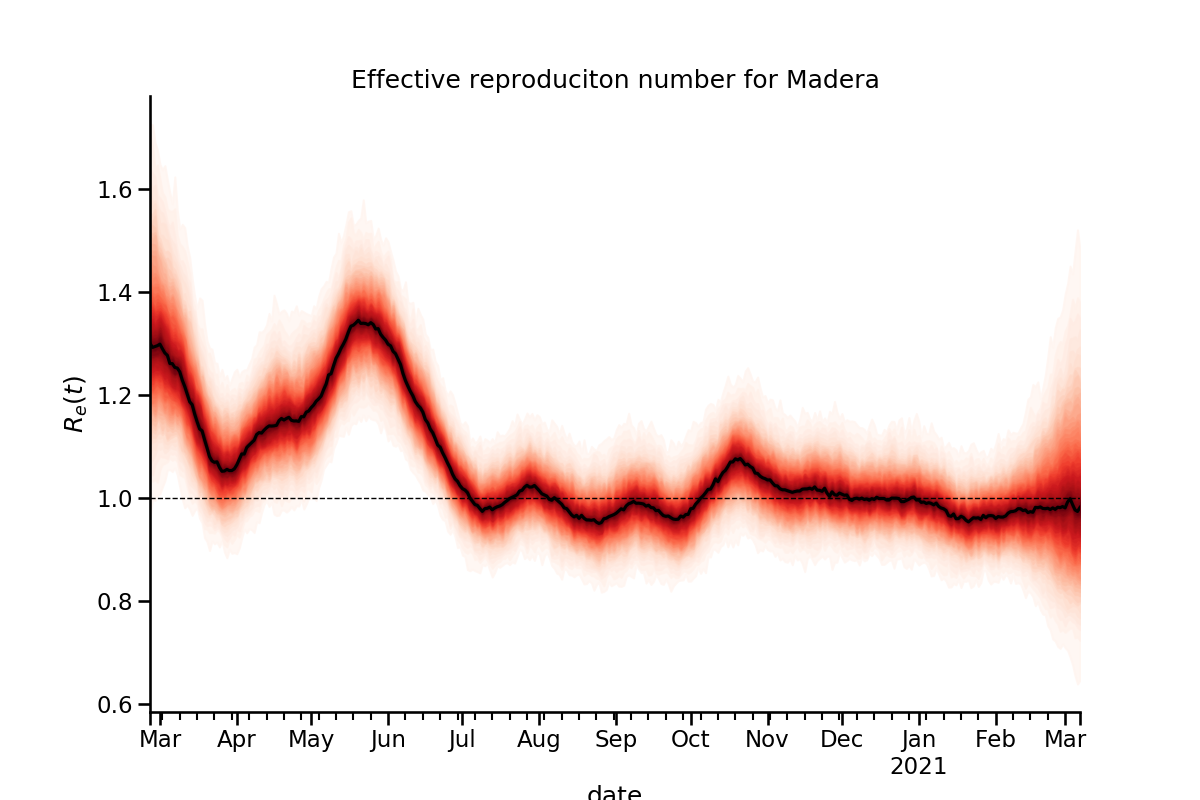 Effective reproduciton number for Madera
1.6
1.4
1.2
1.0
0.8
0.6
Rₑ(t)
Mar Apr May Jun Jul Aug Sep Oct Nov Dec Jan Feb Mar
2021
date